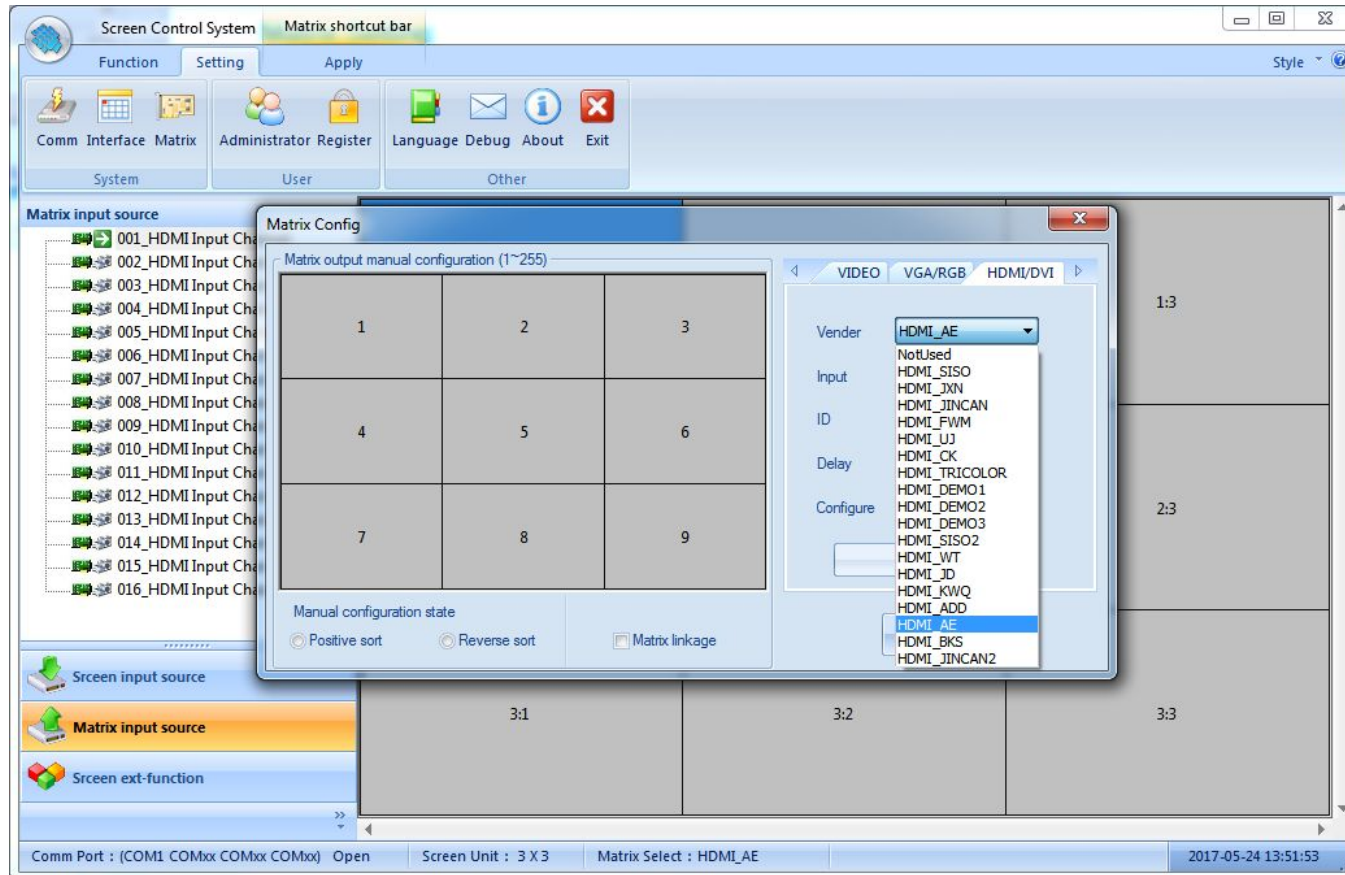 Screen Control System Matrix shortcut bar
Function Setting Apply Style
Comm Interface Matrix Administrator Register Language Debug About Exit
System User Other
Matrix input source
001_HDMI Input Cha
002_HDMI Input Cha
003_HDMI Input Cha
004_HDMI Input Cha
005_HDMI Input Cha
006_HDMI Input Cha
007_HDMI Input Cha
008_HDMI Input Cha
009_HDMI Input Cha
010_HDMI Input Cha
011_HDMI Input Cha
012_HDMI Input Cha
013_HDMI Input Cha
014_HDMI Input Cha
015_HDMI Input Cha
016_HDMI Input Cha
Srceen input source
Matrix input source
Srceen ext-function
Matrix Config
Matrix output manual configuration (1~255)
1 2 3
4 5 6
7 8 9
Manual configuration state
Positive sort Reverse sort Matrix linkage
VIDEO VGA/RGB HDMI/DVI
Vender HDMI_AE
Input
ID
Delay
Configure
NotUsed
HDMI_SISO
HDMI_JXN
HDMI_JINCAN
HDMI_FWM
HDMI_UJ
HDMI_CK
HDMI_TRICOLOR
HDMI_DEMO1
HDMI_DEMO2
HDMI_DEMO3
HDMI_SISO2
HDMI_WT
HDMI_JD
HDMI_KWQ
HDMI_ADD
HDMI_AE
HDMI_BKS
HDMI_JINCAN2
1:3
2:3
3:1 3:2 3:3
Comm Port : (COM1 COMxx COMxx COMxx) Open Screen Unit : 3 X 3 Matrix Select : HDMI_AE 2017-05-24 13:51:53